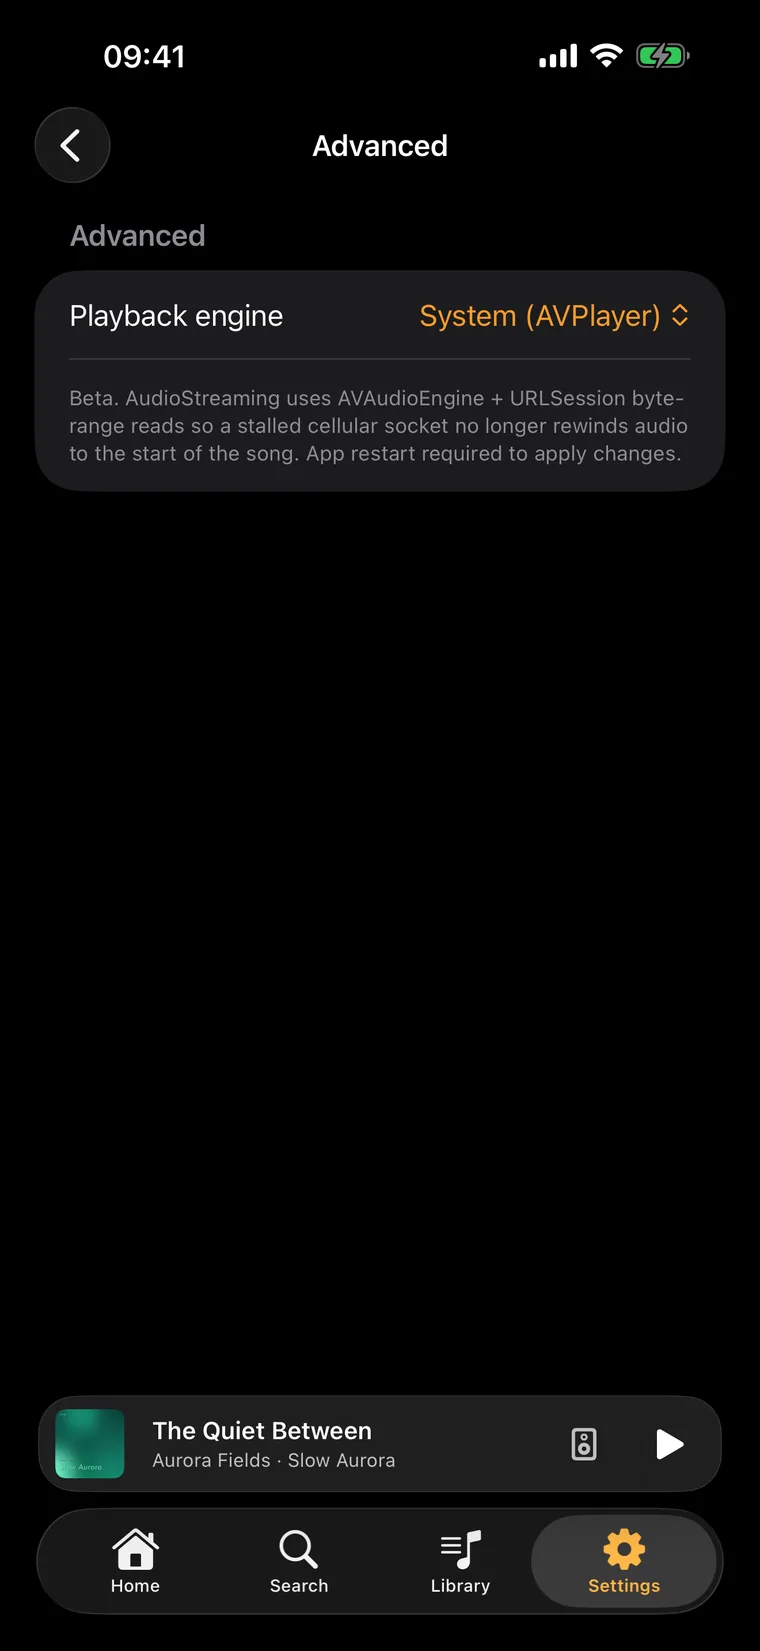 09:41
Advanced
Advanced
Playback engine System (AVPlayer)
Beta. AudioStreaming uses AVAudioEngine + URLSession byte-
range reads so a stalled cellular socket no longer rewinds audio
to the start of the song. App restart required to apply changes.
Slow Aurora
The Quiet Between
Aurora Fields · Slow Aurora
Home Search Library Settings